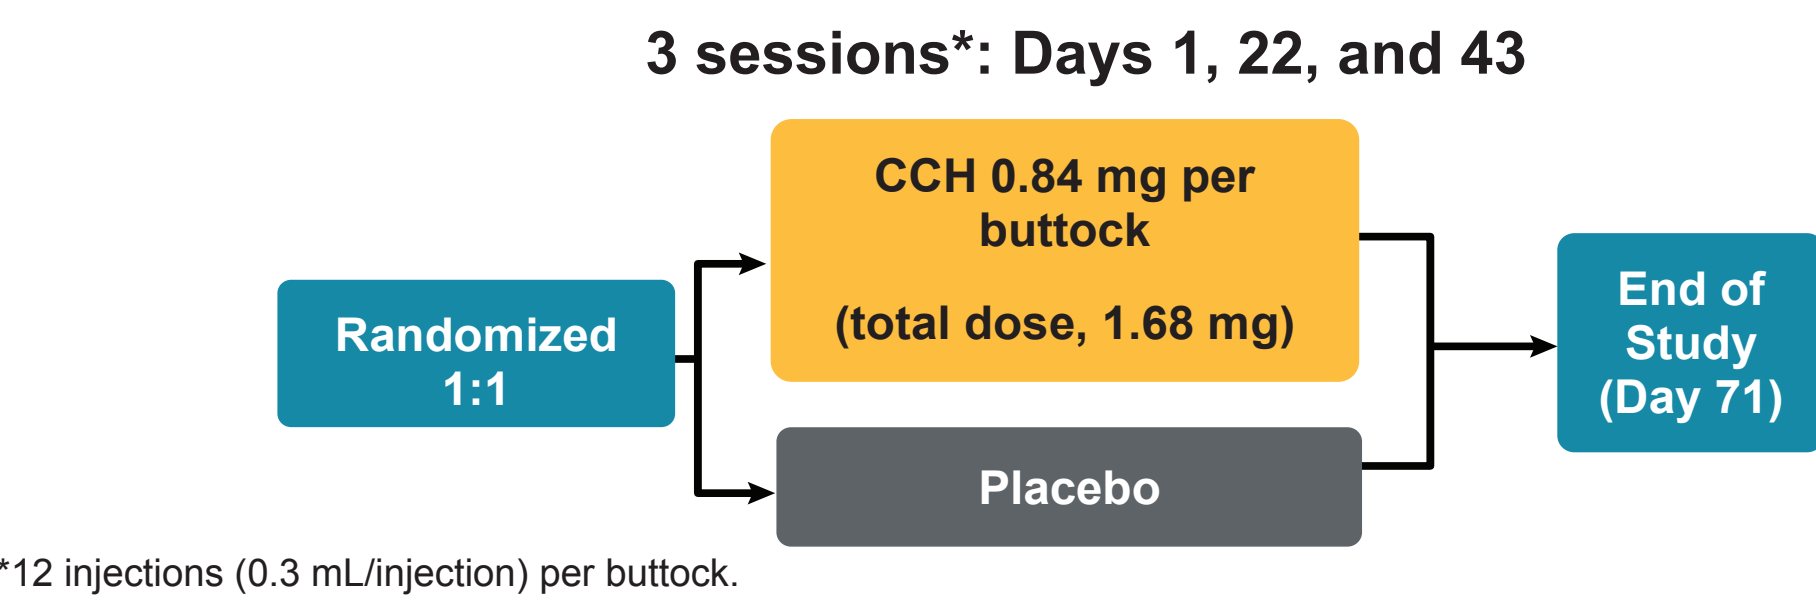 3 sessions*: Days 1, 22, and 43
CCH 0.84 mg per
buttock
(total dose, 1.68 mg)
Randomized
1:1
End of
Study
(Day 71)
Placebo
*12 injections (0.3 mL/injection) per buttock.